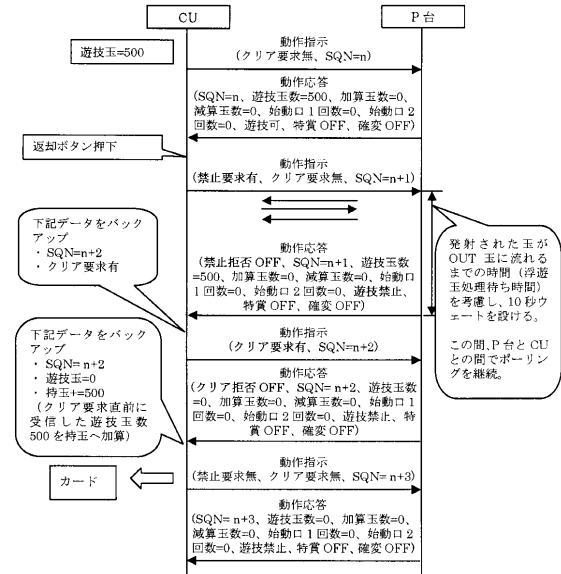 CU
P台
遊技玉=500
動作指示
(クリア要求無、SQN=n)
動作応答
(SQN=n、遊技玉数=500、加算玉数=0、
減算玉数=0、始動口1回数=0、始動口2
回数=0、遊技可、特賞OFF、確変OFF)
返却ボタン押下
動作指示
(禁止要求有、クリア要求無、SQN=n+1)
下記データをバック
アップ
・SQN=n+2
・クリア要求有
動作応答
(禁止拒否OFF、SQN=n+1、遊技玉数
=500、加算玉数=0、減算玉数=0、始動口
1回数=0、始動口2回数=0、遊技禁止、
特賞OFF、確変OFF)
発射された玉が
OUT玉に流れる
までの時間（浮遊
玉処理待ち時間）
を考慮し、10秒ウ
ェートを設ける。
この間、P台とCU
との間でポーリン
グを継続。
動作指示
(クリア要求有、SQN=n+2)
下記データをバック
アップ
・SQN= n+2
・遊技玉=0
・持玉+=500
（クリア要求直前に
受信した遊技玉数
500を持玉へ加算）
動作応答
(クリア拒否OFF、SQN= n+2、遊技玉数
=0、加算玉数=0、減算玉数=0、始動口1
回数=0、始動口2回数=0、遊技禁止、特
賞OFF、確変OFF)
カード
動作指示
(禁止要求無、クリア要求無、SQN= n+3)
動作応答
(SQN= n+3、遊技玉数=0、加算玉数=0、
減算玉数=0、始動口1回数=0、始動口2
回数=0、遊技禁止、特賞OFF、確変OFF)